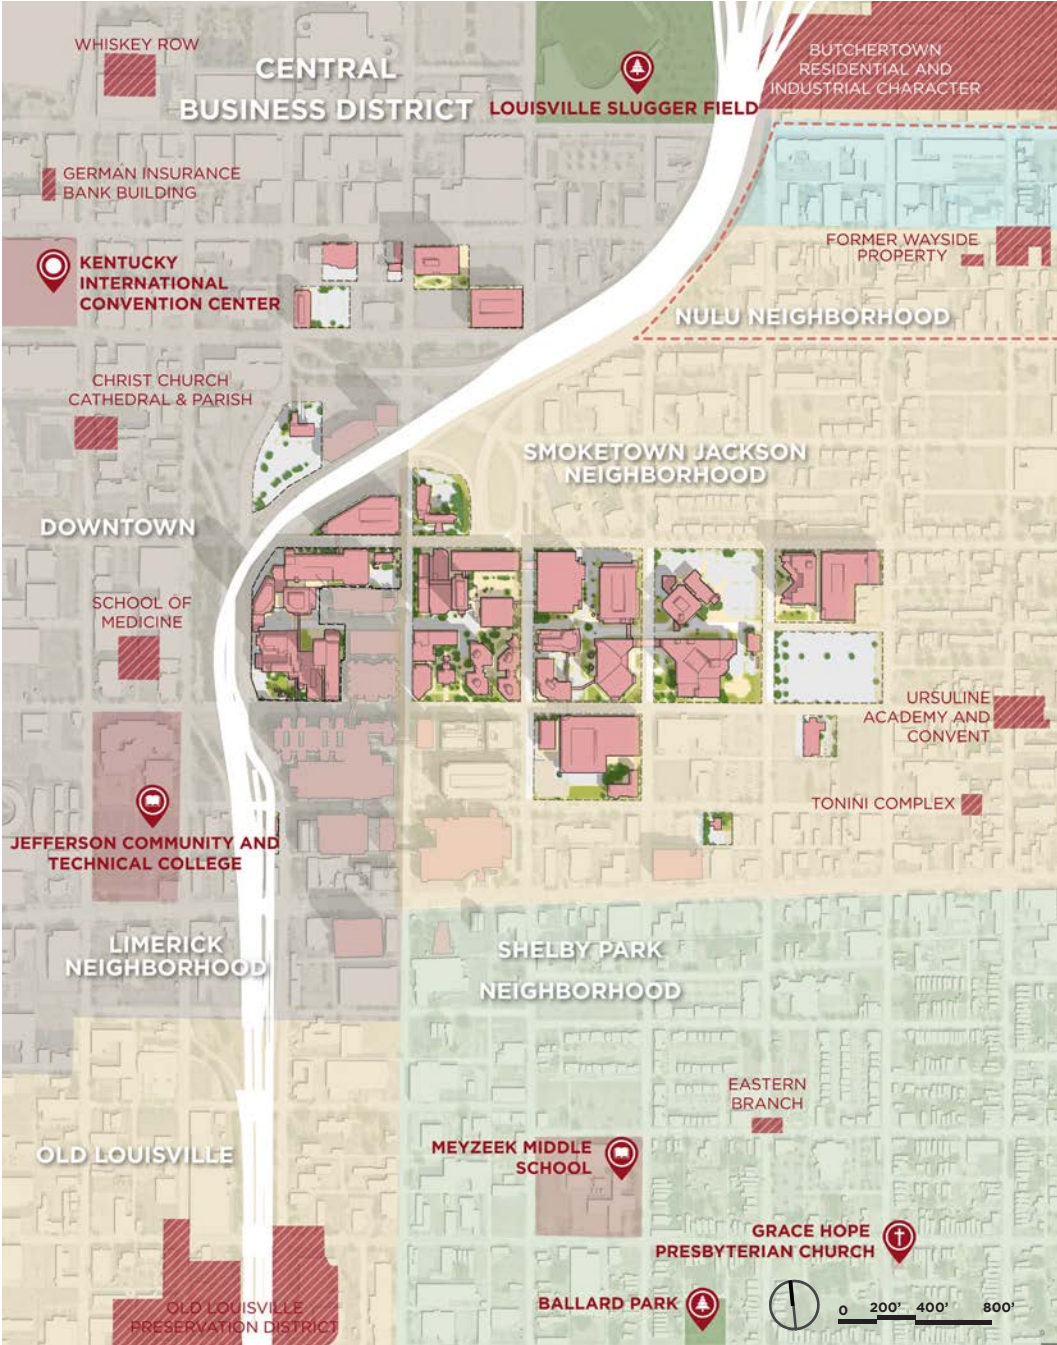 WHISKEY ROW
CENTRAL
BUSINESS DISTRICT
LOUISVILLE SLUGGER FIELD
BUTCHERTOWN
RESIDENTIAL AND
INDUSTRIAL CHARACTER
GERMAN INSURANCE
BANK BUILDING
FORMER WAYSIDE
PROPERTY
KENTUCKY
INTERNATIONAL
CONVENTION CENTER
NULU NEIGHBORHOOD
CHRIST CHURCH
CATHEDRAL & PARISH
SMOKETOWN JACKSON
NEIGHBORHOOD
DOWNTOWN
SCHOOL OF
MEDICINE
URSULINE
ACADEMY AND
CONVENT
TONINI COMPLEX
JEFFERSON COMMUNITY AND
TECHNICAL COLLEGE
LIMERICK
NEIGHBORHOOD
SHELBY PARK
NEIGHBORHOOD
EASTERN
BRANCH
OLD LOUISVILLE
MEYZEEK MIDDLE
SCHOOL
GRACE HOPE
PRESBYTERIAN CHURCH
OLD LOUISVILLE
PRESERVATION DISTRICT
BALLARD PARK
0 200' 400' 800'